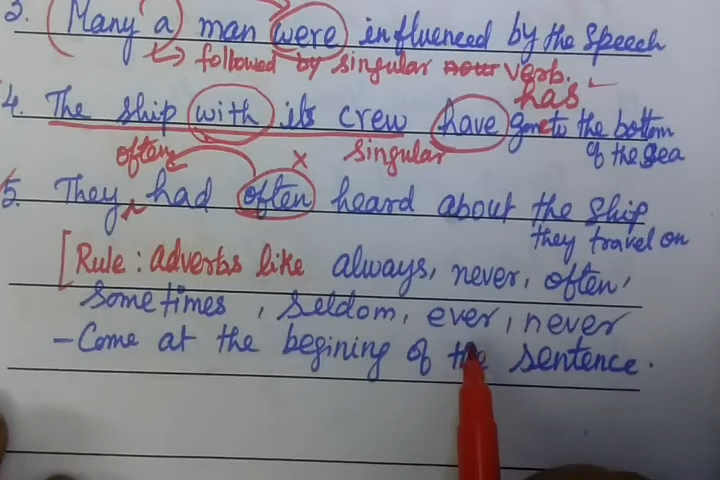 3. Many a man were influenced by the speech
↳ followed by singular verb.
has
4. The ship with its crew have gone to the bottom
of the sea
often × singular
5. They had often heard about the ship
they travel on
[Rule: adverbs like always, never, often,
sometimes, seldom, ever, never
- Come at the begining of the sentence.